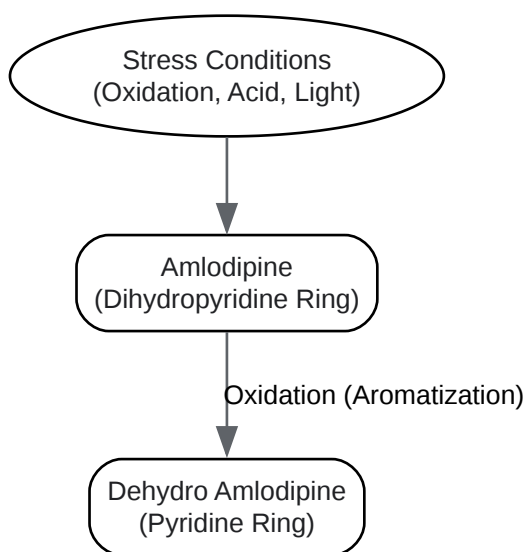 Stress Conditions
(Oxidation, Acid, Light)
Amlodipine
(Dihydropyridine Ring)
Oxidation (Aromatization)
Dehydro Amlodipine
(Pyridine Ring)